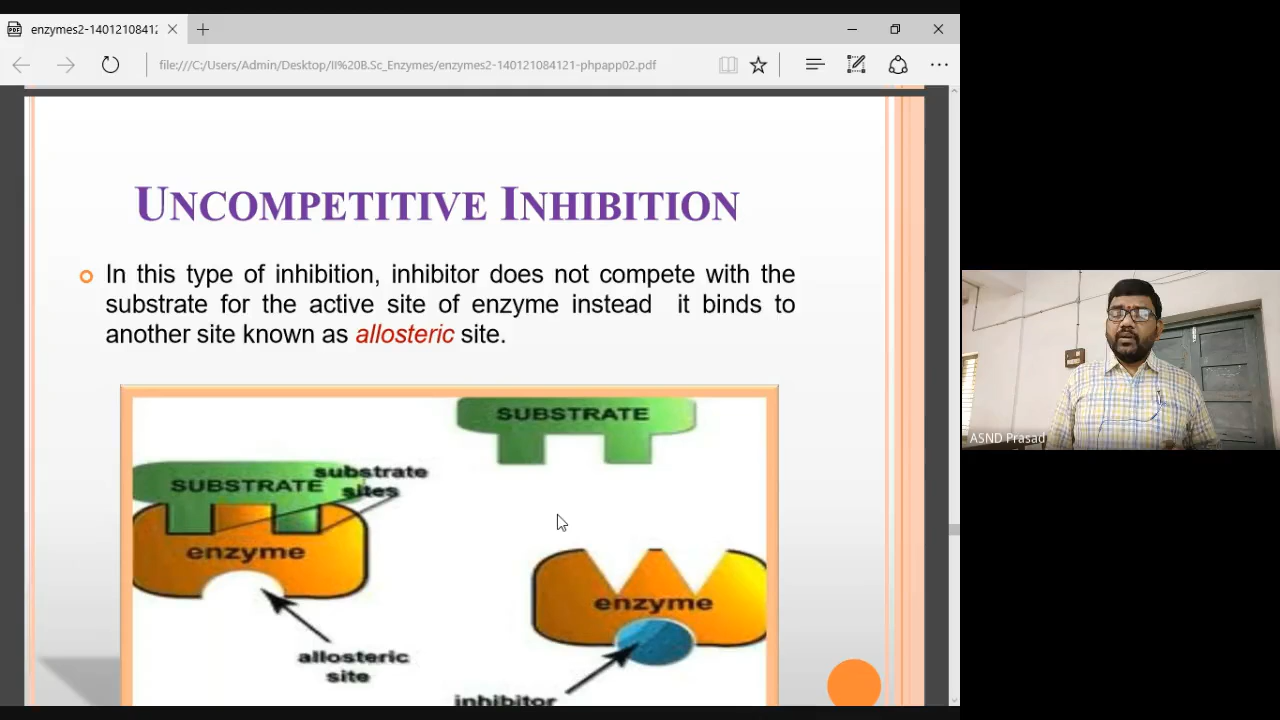 enzymes2-140121084121
file:///C:/Users/Admin/Desktop/II%20B.Sc_Enzymes/enzymes2-140121084121-phpapp02.pdf
UNCOMPETITIVE INHIBITION
In this type of inhibition, inhibitor does not compete with the
substrate for the active site of enzyme instead it binds to
another site known as allosteric site.
SUBSTRATE
substrate
sites
SUBSTRATE
enzyme
enzyme
allosteric
site
inhibitor
ASND Prasad